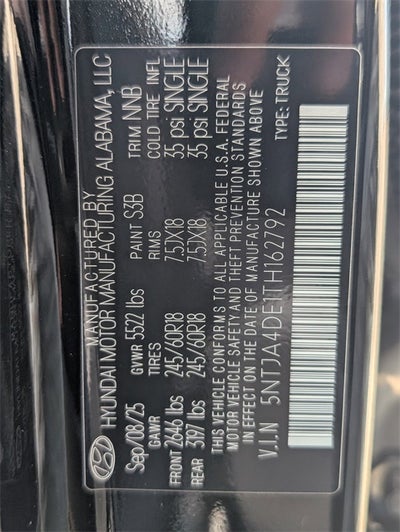 MANUFACTURED BY
HYUNDAI MOTOR MANUFACTURING ALABAMA, LLC
Sep/08/25 GVWR 5522 lbs PAINT S3B TRIM NNB
GAWR TIRES RIMS COLD TIRE INFL
FRONT 2646 lbs 245/60R18 7.5JX18 35 psi SINGLE
REAR 3197 lbs 245/60R18 7.5JX18 35 psi SINGLE
THIS VEHICLE CONFORMS TO ALL APPLICABLE U.S.A. FEDERAL
MOTOR VEHICLE SAFETY AND THEFT PREVENTION STANDARDS
IN EFFECT ON THE DATE OF MANUFACTURE SHOWN ABOVE
V.I.N 5NTJA4DE1TH162792 TYPE: TRUCK